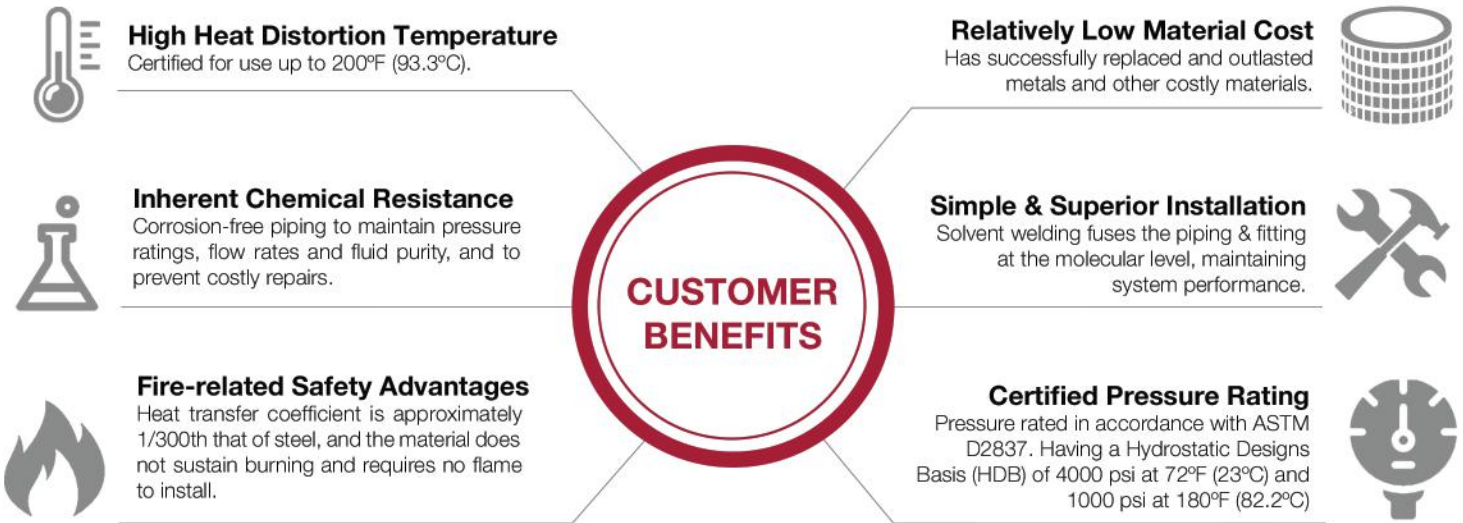 High Heat Distortion Temperature
Certified for use up to 200ºF (93.3ºC).
Inherent Chemical Resistance
Corrosion-free piping to maintain pressure
ratings, flow rates and fluid purity, and to
prevent costly repairs.
Fire-related Safety Advantages
Heat transfer coefficient is approximately
1/300th that of steel, and the material does
not sustain burning and requires no flame
to install.
CUSTOMER
BENEFITS
Relatively Low Material Cost
Has successfully replaced and outlasted
metals and other costly materials.
Simple & Superior Installation
Solvent welding fuses the piping & fitting
at the molecular level, maintaining
system performance.
Certified Pressure Rating
Pressure rated in accordance with ASTM
D2837. Having a Hydrostatic Designs
Basis (HDB) of 4000 psi at 72ºF (23ºC) and
1000 psi at 180ºF (82.2ºC)